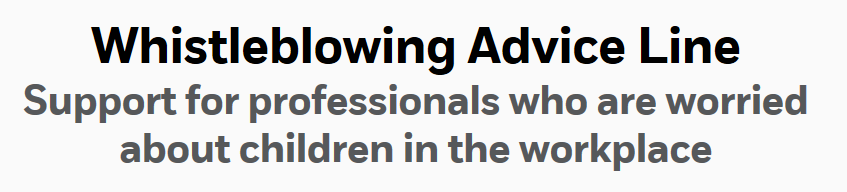 Whistleblowing Advice Line
Support for professionals who are worried
about children in the workplace